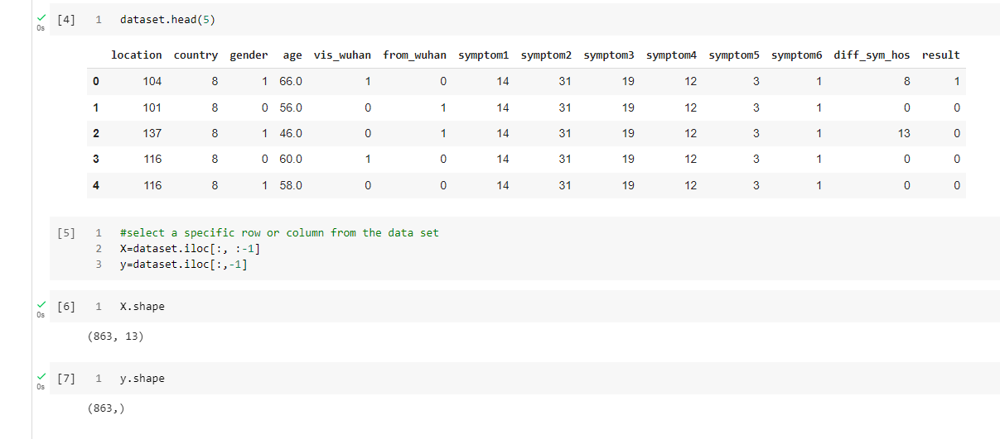 [4] 1 dataset.head(5)
0s
location country gender age vis_wuhan from_wuhan symptom1 symptom2 symptom3 symptom4 symptom5 symptom6 diff_sym_hos result
0 104 8 1 66.0 1 0 14 31 19 12 3 1 8 1
1 101 8 0 56.0 0 1 14 31 19 12 3 1 0 0
2 137 8 1 46.0 0 1 14 31 19 12 3 1 13 0
3 116 8 0 60.0 1 0 14 31 19 12 3 1 0 0
4 116 8 1 58.0 0 0 14 31 19 12 3 1 0 0
[5] 1 #select a specific row or column from the data set
2 X=dataset.iloc[:, :-1]
3 y=dataset.iloc[:,-1]
[6] 1 X.shape
0s
(863, 13)
[7] 1 y.shape
0s
(863,)